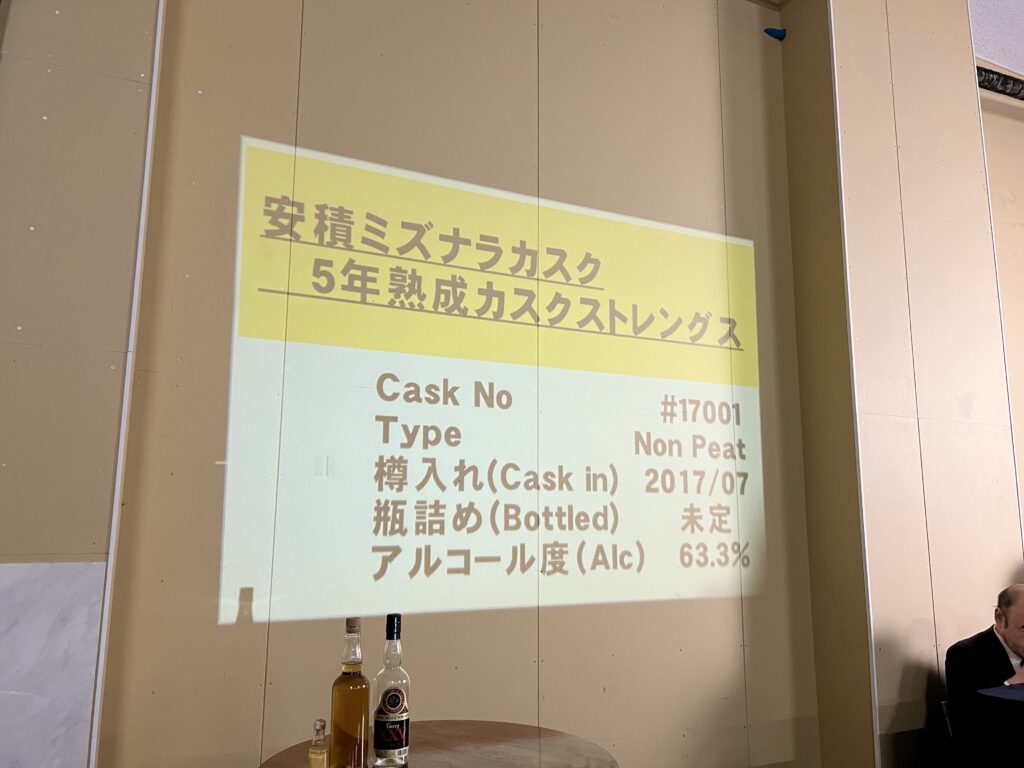 安積ミズナラカスク
5年熟成カスクストレングス
Cask No #17001
Type Non Peat
樽入れ(Cask in) 2017/07
瓶詰め(Bottled) 未定
アルコール度(Alc) 63.3%
Cherry